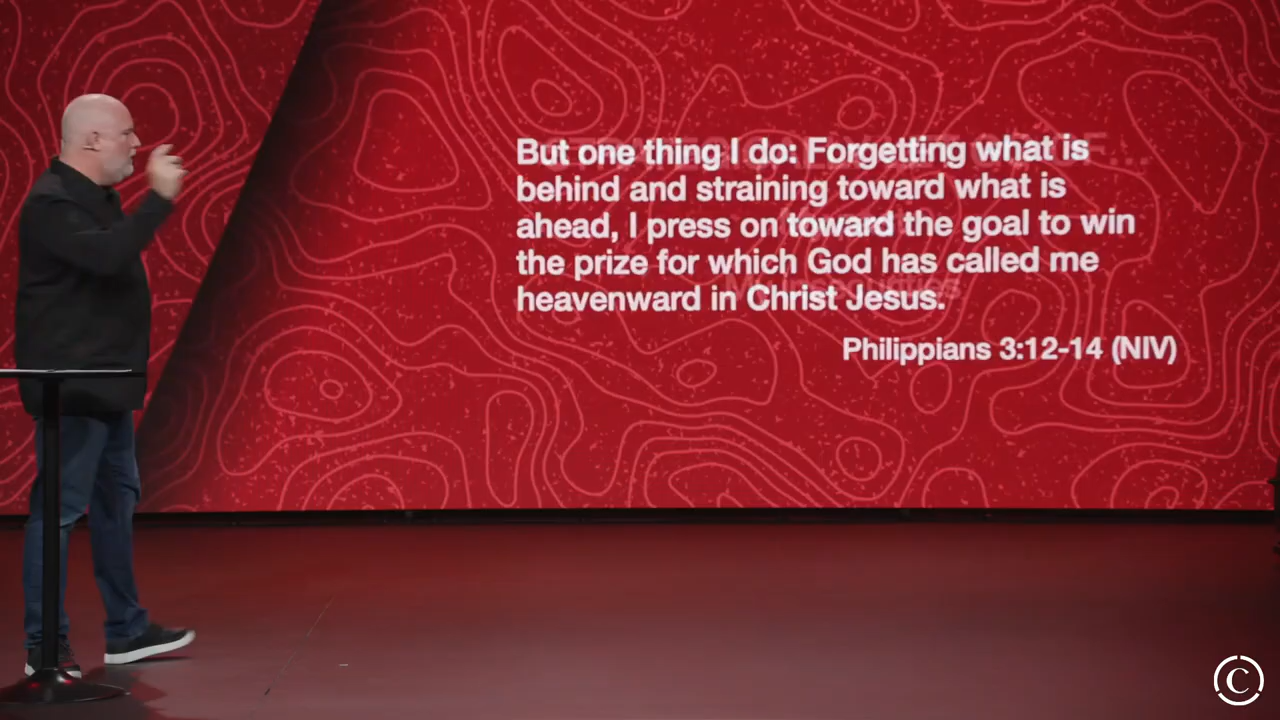 But one thing I do: Forgetting what is
behind and straining toward what is
ahead, I press on toward the goal to win
the prize for which God has called me
heavenward in Christ Jesus.
Philippians 3:12-14 (NIV)
C